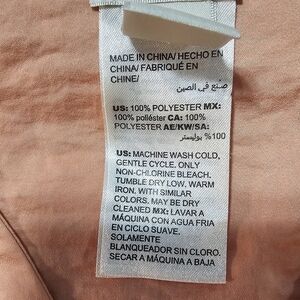 MADE IN CHINA/ HECHO EN
CHINA/ FABRIQUÉ EN
CHINE/
صنع في الصين
US: 100% POLYESTER MX:
100% poliéster CA: 100%
POLYESTER AE/KW/SA:
100% بوليستر
US: MACHINE WASH COLD,
GENTLE CYCLE. ONLY
NON-CHLORINE BLEACH.
TUMBLE DRY LOW, WARM
IRON. WITH SIMILAR
COLORS. MAY BE DRY
CLEANED MX: LAVAR A
MÁQUINA CON AGUA FRIA
EN CICLO SUAVE.
SOLAMENTE
BLANQUEADOR SIN CLORO.
SECAR A MÁQUINA A BAJA